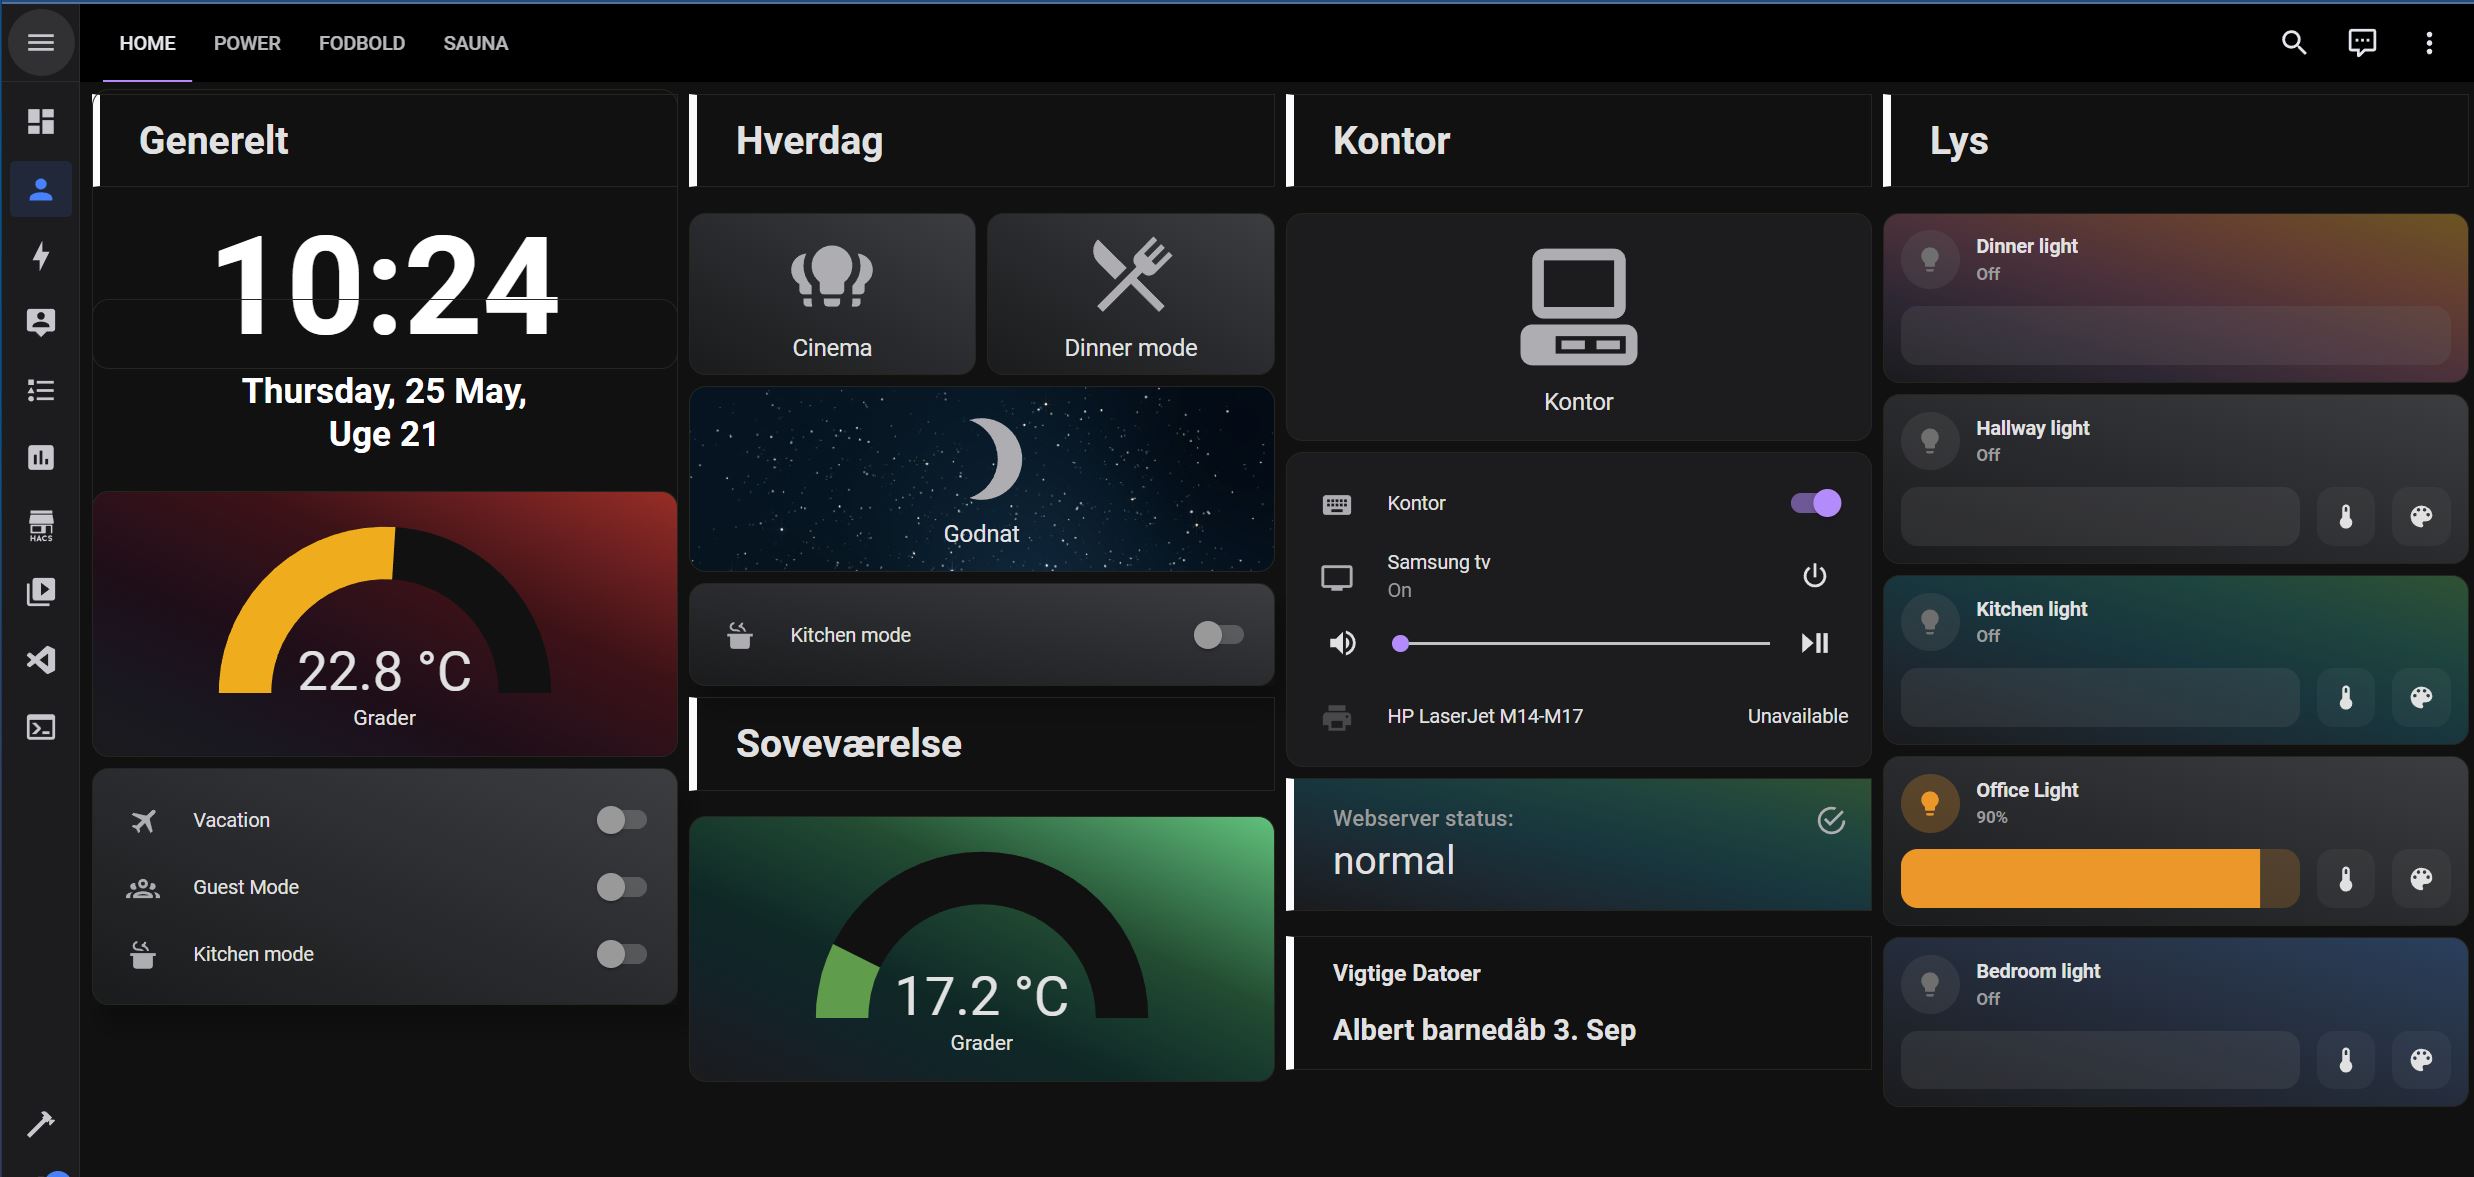 HOME POWER FODBOLD SAUNA
HACS
Generelt
10:24
Thursday, 25 May,
Uge 21
22.8 °C
Grader
Vacation
Guest Mode
Kitchen mode
Hverdag
Cinema
Dinner mode
Godnat
Kitchen mode
Soveværelse
17.2 °C
Grader
Kontor
Kontor
Kontor
Samsung tv
On
HP LaserJet M14-M17 Unavailable
Webserver status:
normal
Vigtige Datoer
Albert barnedåb 3. Sep
Lys
Dinner light
Off
Hallway light
Off
Kitchen light
Off
Office Light
90%
Bedroom light
Off